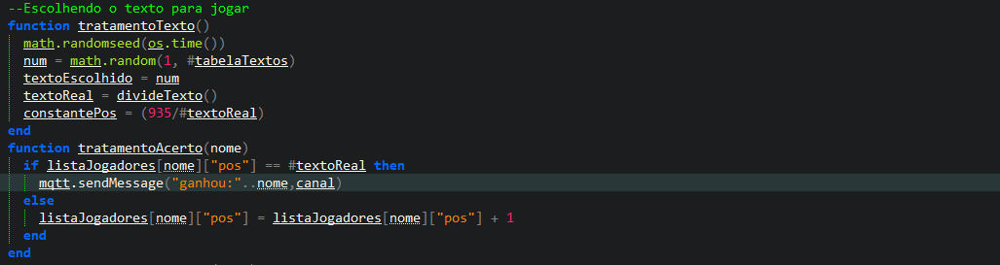 --Escolhendo o texto para jogar
function tratamentoTexto()
math.randomseed(os.time())
num = math.random(1, #tabelaTextos)
textoEscolhido = num
textoReal = divideTexto()
constantePos = (935/#textoReal)
end
function tratamentoAcerto(nome)
if listaJogadores[nome]["pos"] == #textoReal then
mqtt.sendMessage("ganhou:"..nome,canal)
else
listaJogadores[nome]["pos"] = listaJogadores[nome]["pos"] + 1
end
end